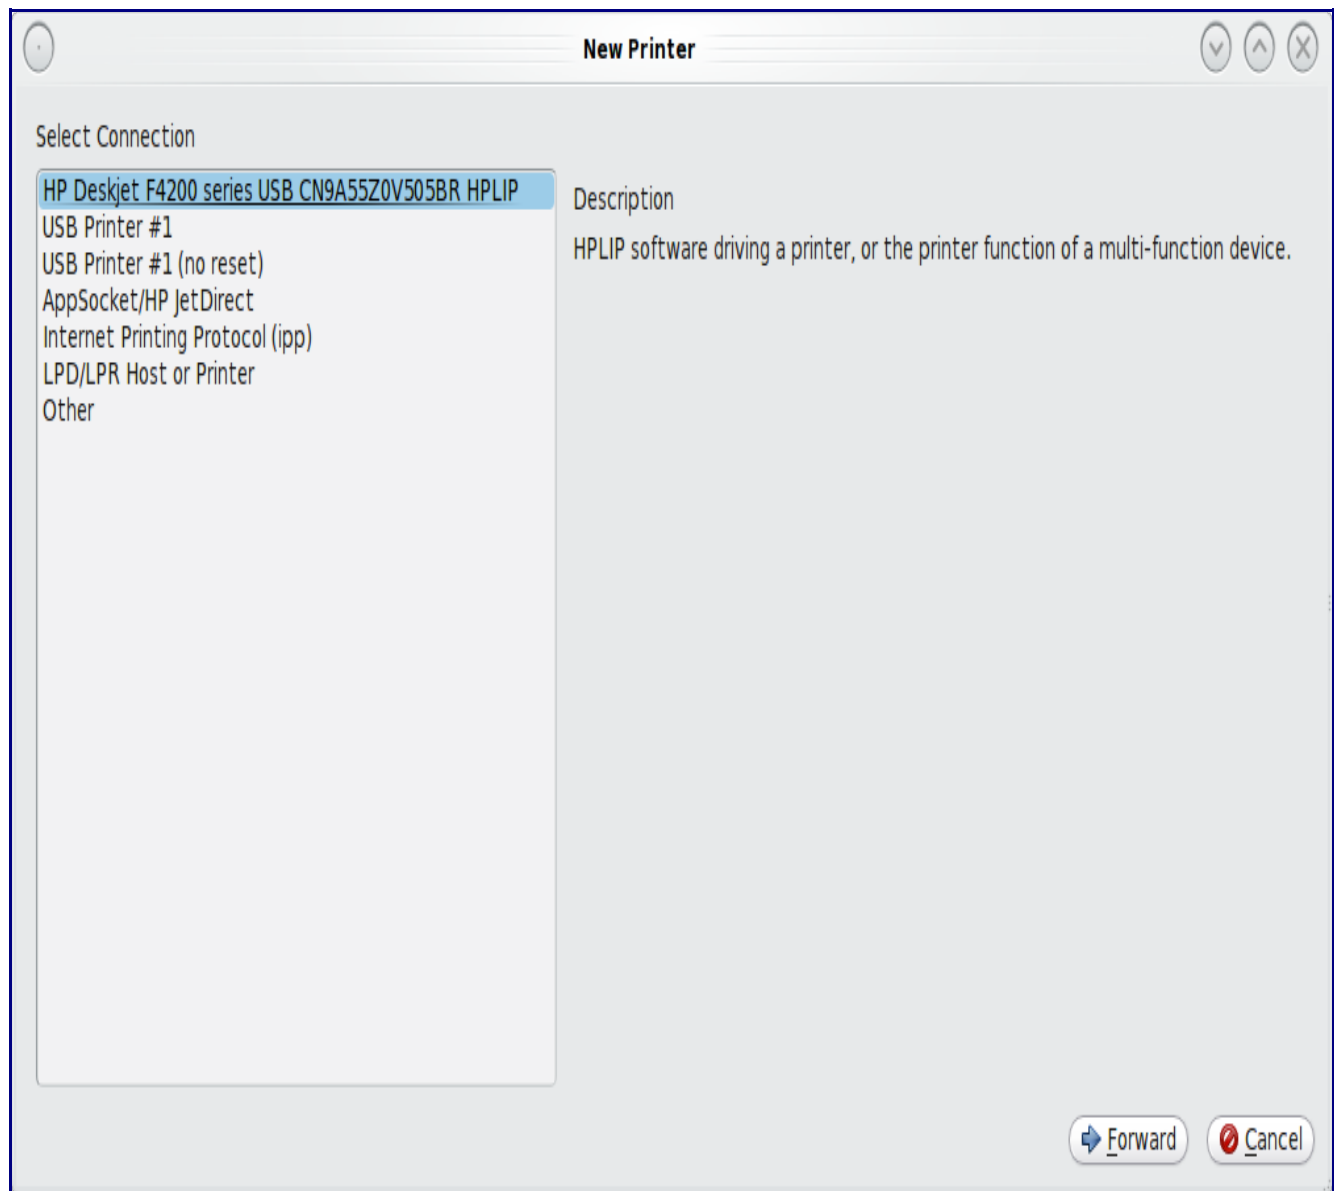 New Printer
Select Connection
HP Deskjet F4200 series USB CN9A55Z0V505BR HPLIP
USB Printer #1
USB Printer #1 (no reset)
AppSocket/HP JetDirect
Internet Printing Protocol (ipp)
LPD/LPR Host or Printer
Other
Description
HPLIP software driving a printer, or the printer function of a multi-function device.
Forward
Cancel